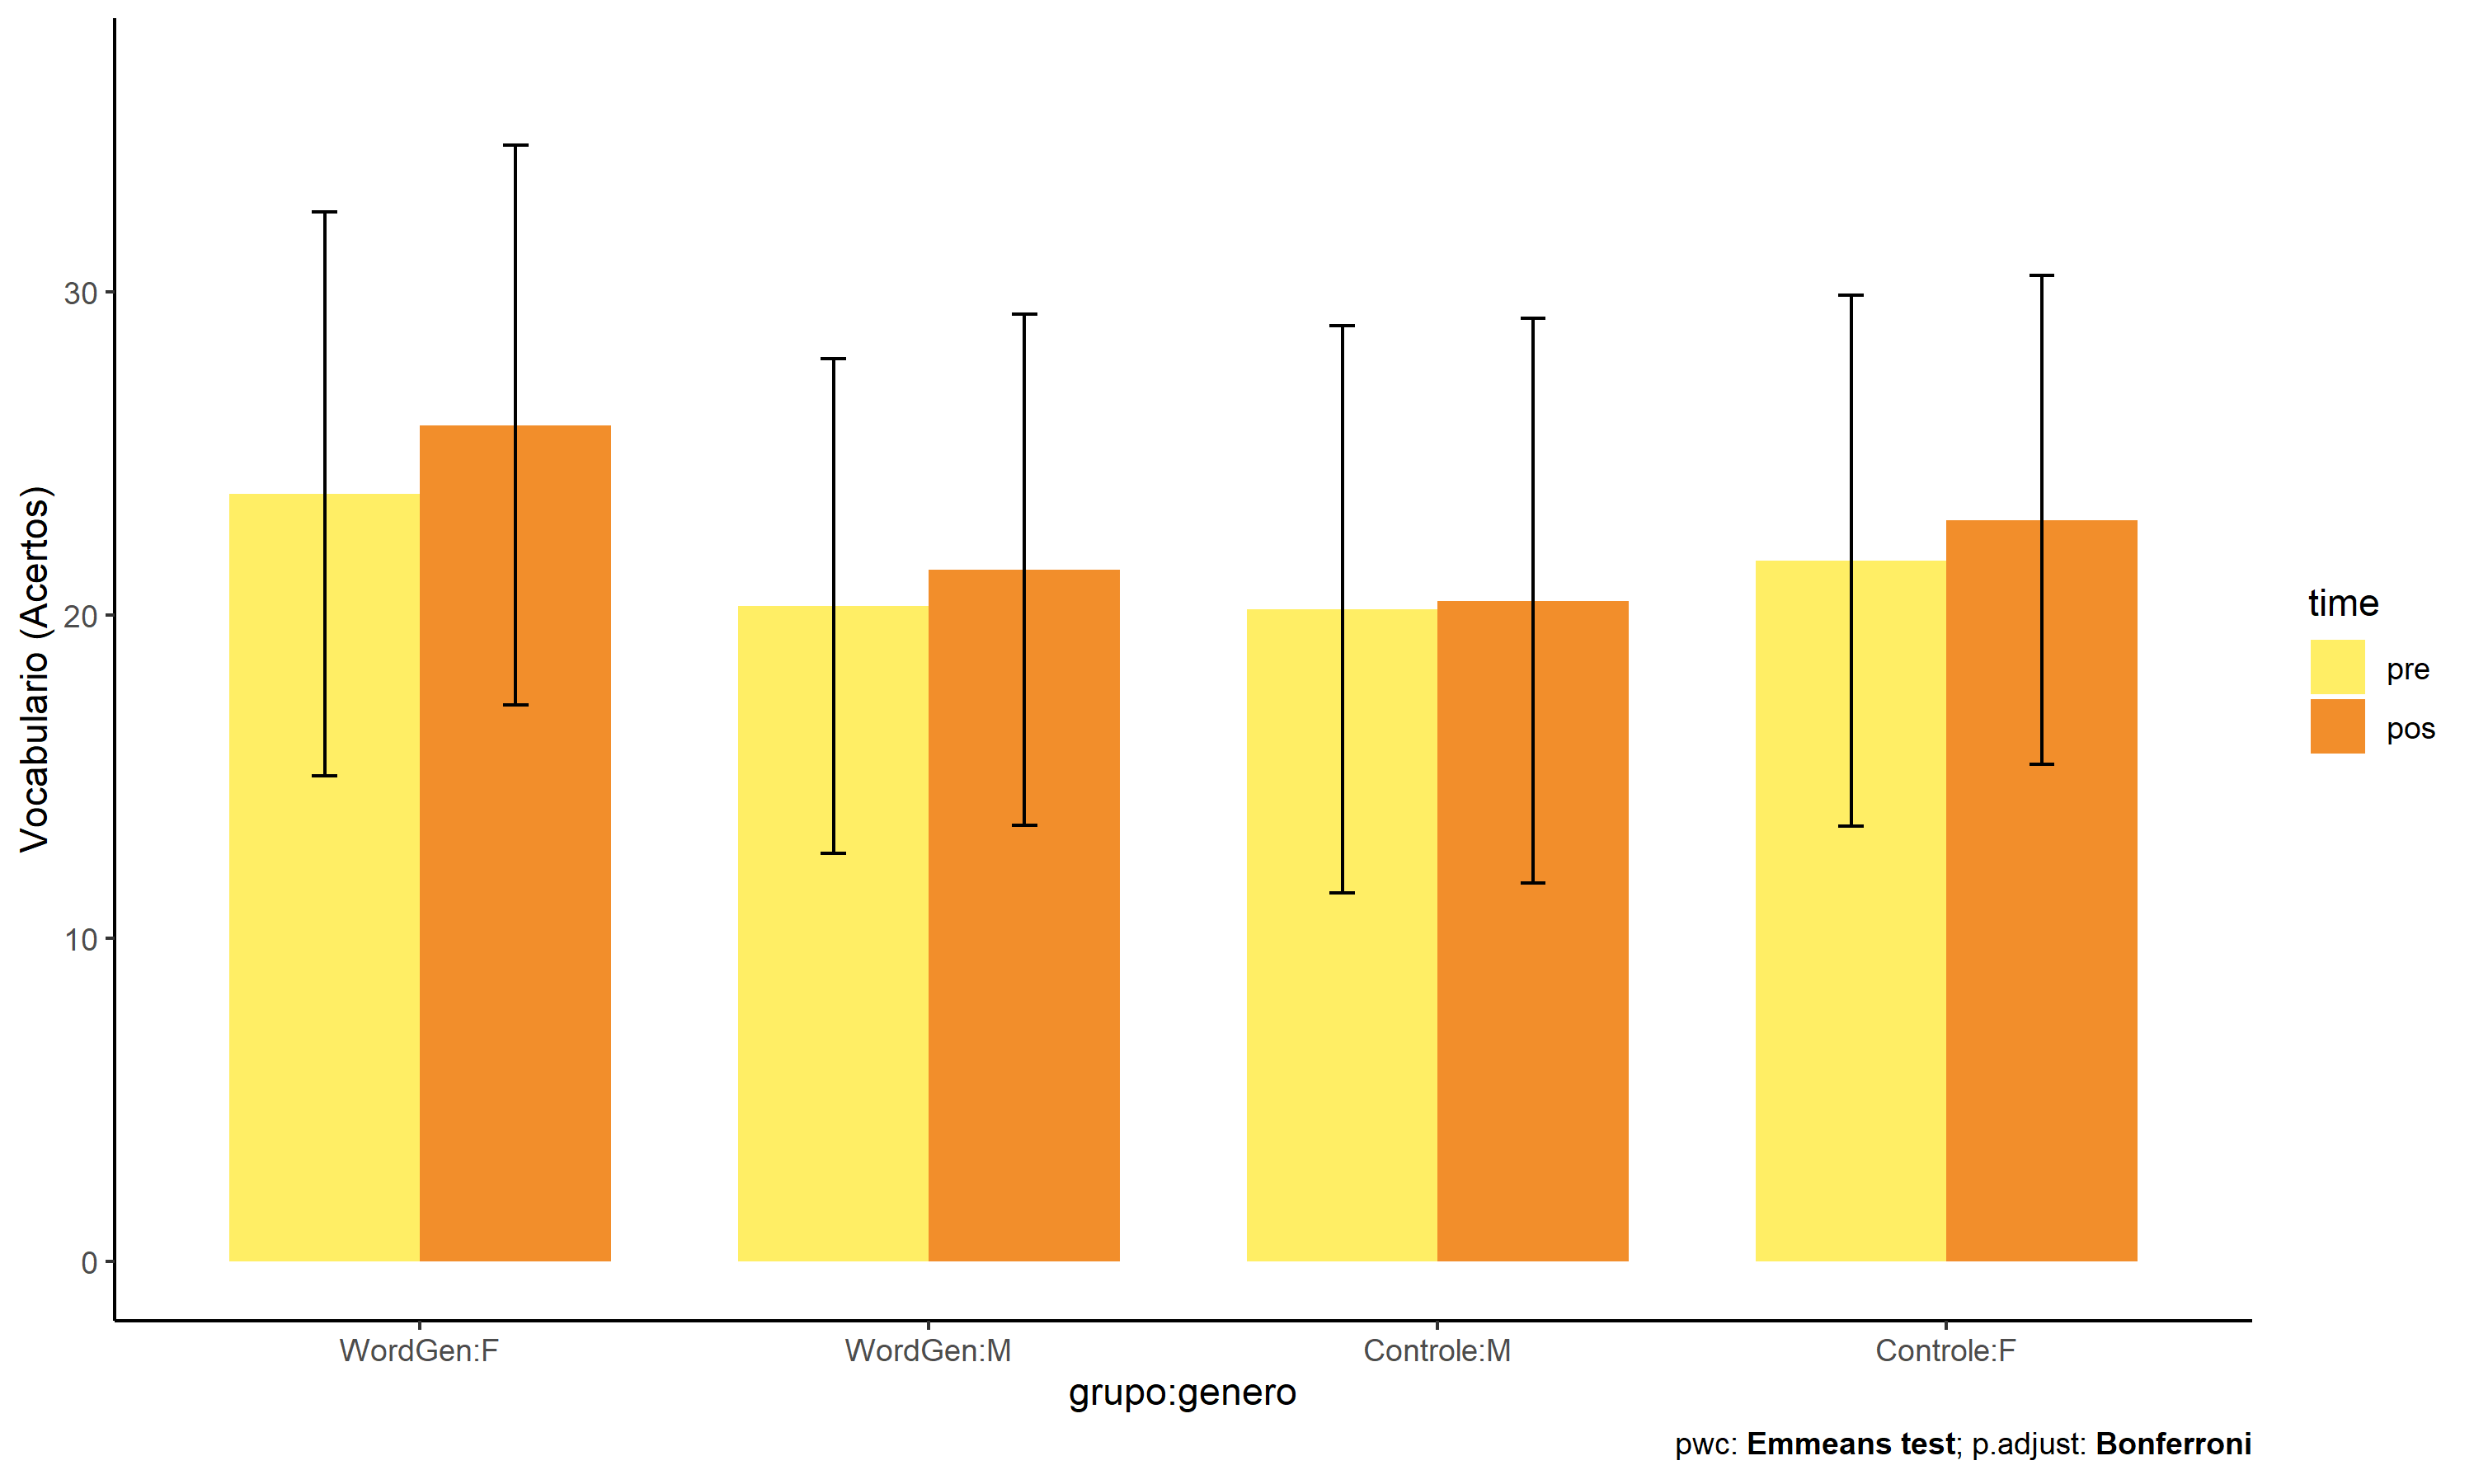 Vocabulario (Acertos)
30
20
10
0
WordGen:F
WordGen:M
Controle:M
Controle:F
grupo:genero
time
pre
pos
pwc: Emmeans test; p.adjust: Bonferroni